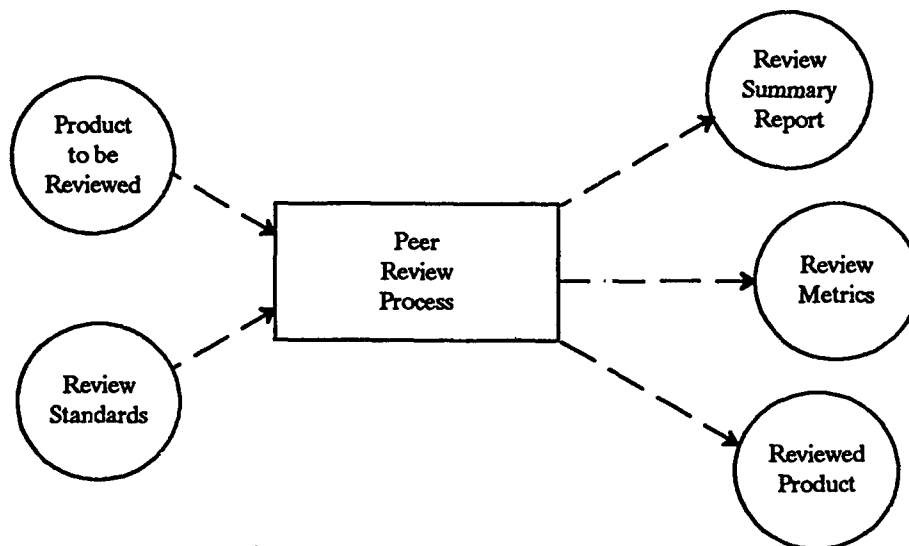 Product
to be
Reviewed
Review
Standards
Peer
Review
Process
Review
Summary
Report
Review
Metrics
Reviewed
Product